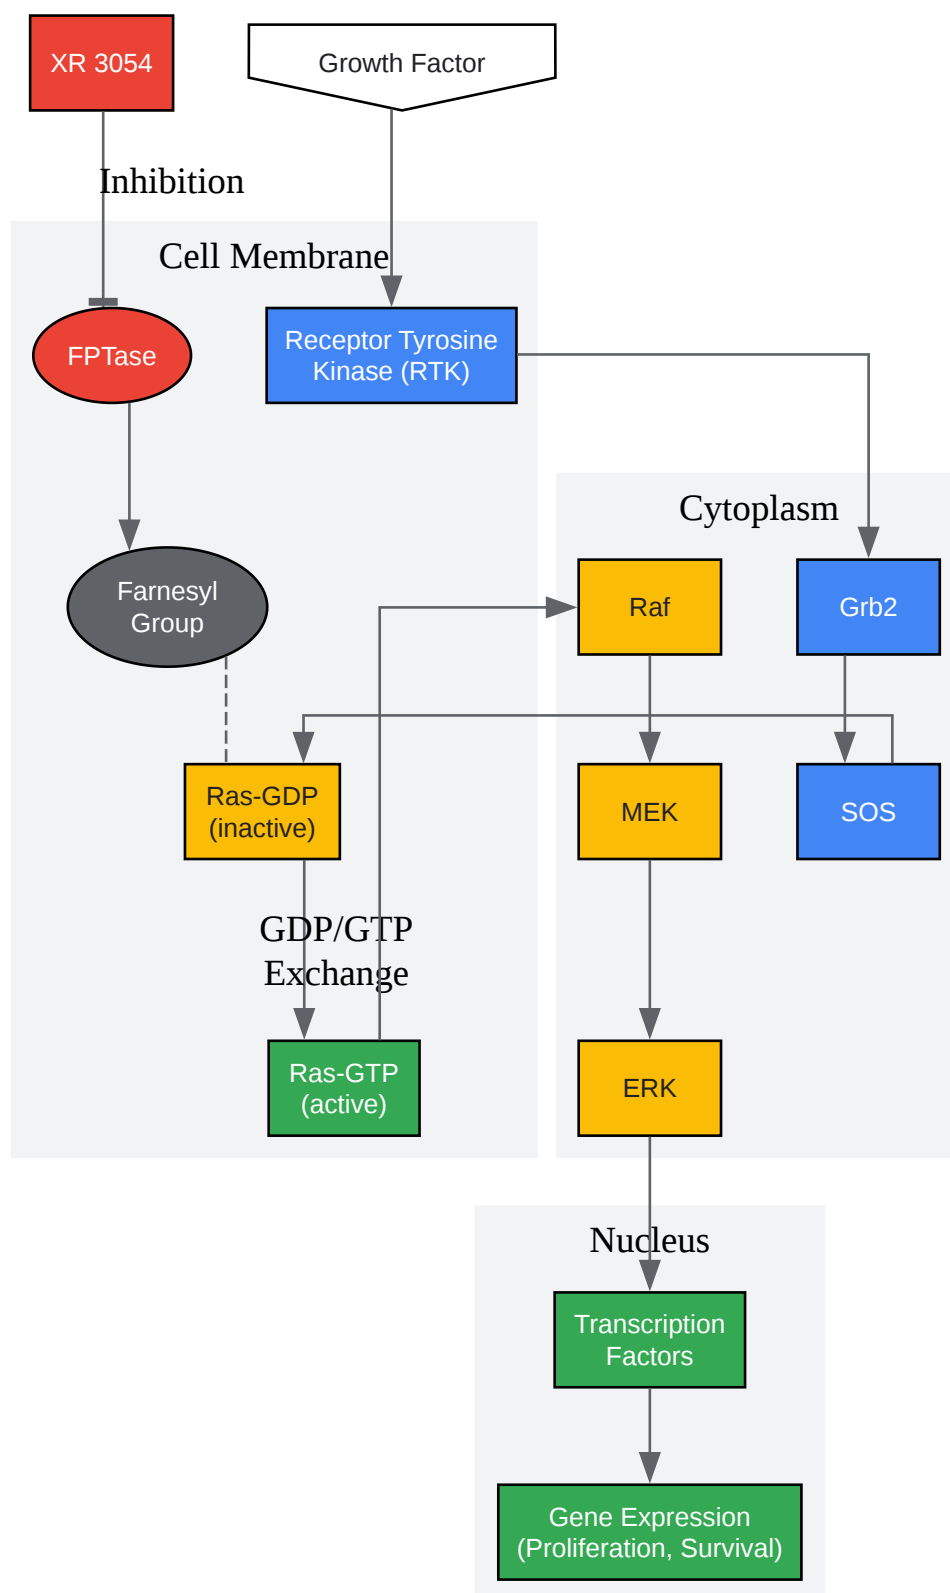 XR 3054
Growth Factor
Inhibition
Cell Membrane
FPTase
Receptor Tyrosine
Kinase (RTK)
Cytoplasm
Farnesyl
Group
Raf
Grb2
Ras-GDP
(inactive)
MEK
SOS
GDP/GTP
Exchange
Ras-GTP
(active)
ERK
Nucleus
Transcription
Factors
Gene Expression
(Proliferation, Survival)